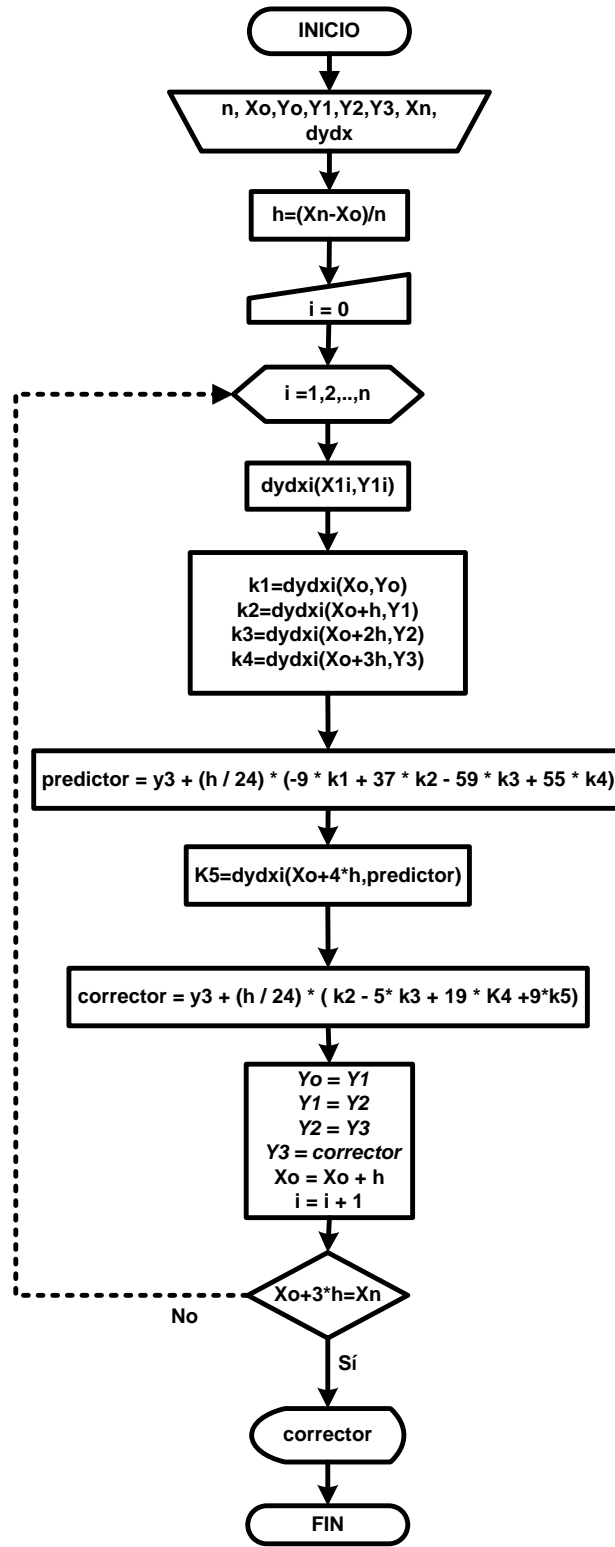 INICIO
n, Xo,Yo,Y1,Y2,Y3, Xn,
dydx
h=(Xn-Xo)/n
i = 0
i =1,2,..,n
dydxi(X1i,Y1i)
k1=dydxi(Xo,Yo)
k2=dydxi(Xo+h,Y1)
k3=dydxi(Xo+2h,Y2)
k4=dydxi(Xo+3h,Y3)
predictor = y3 + (h / 24) * (-9 * k1 + 37 * k2 - 59 * k3 + 55 * k4)
K5=dydxi(Xo+4*h,predictor)
corrector = y3 + (h / 24) * ( k2 - 5* k3 + 19 * K4 +9*k5)
Yo = Y1
Y1 = Y2
Y2 = Y3
Y3 = corrector
Xo = Xo + h
i = i + 1
Xo+3*h=Xn
No
Sí
corrector
FIN